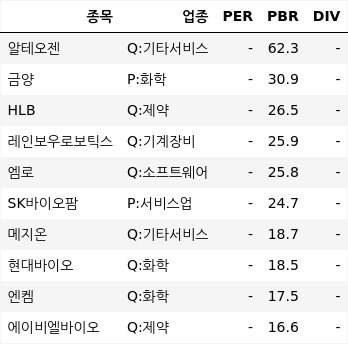 종목 업종 PER PBR DIV
알테오젠 Q:기타서비스 - 62.3 -
금양 P:화학 - 30.9 -
HLB Q:제약 - 26.5 -
레인보우로보틱스 Q:기계장비 - 25.9 -
엠로 Q:소프트웨어 - 25.8 -
SK바이오팜 P:서비스업 - 24.7 -
메지온 Q:기타서비스 - 18.7 -
현대바이오 Q:화학 - 18.5 -
엔켐 Q:화학 - 17.5 -
에이비엘바이오 Q:제약 - 16.6 -